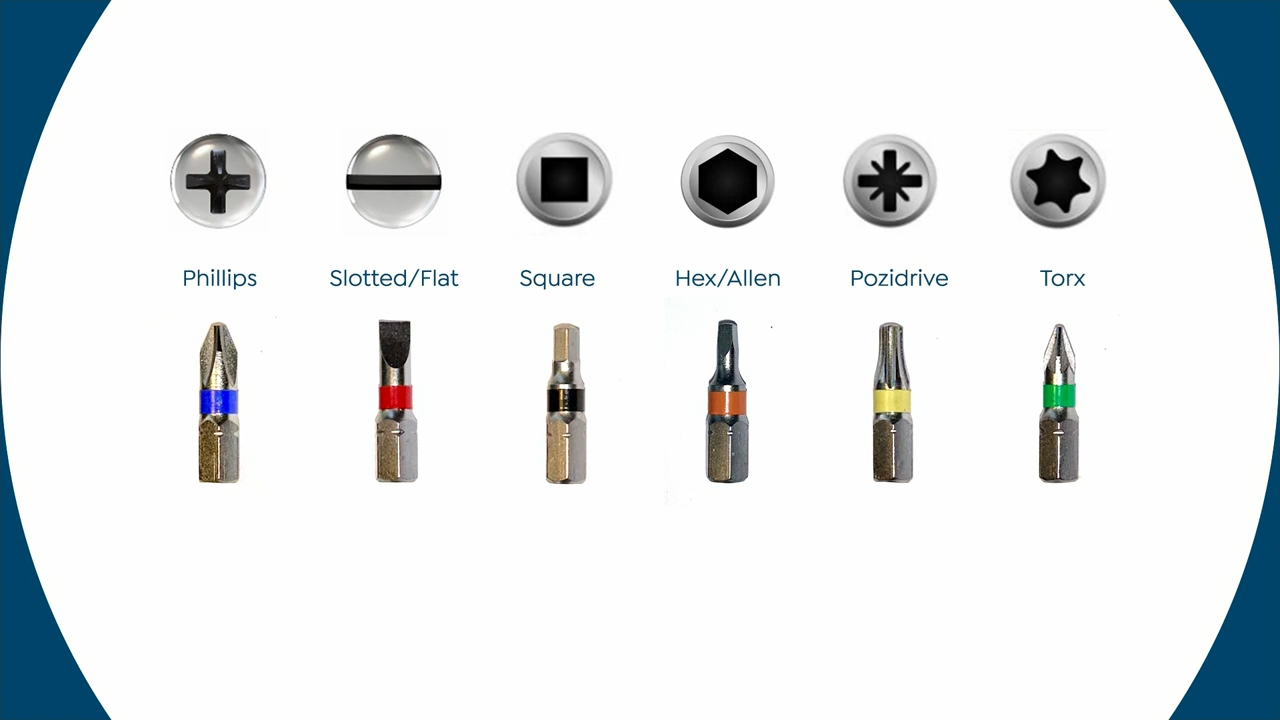 Phillips
Slotted/Flat
Square
Hex/Allen
Pozidrive
Torx